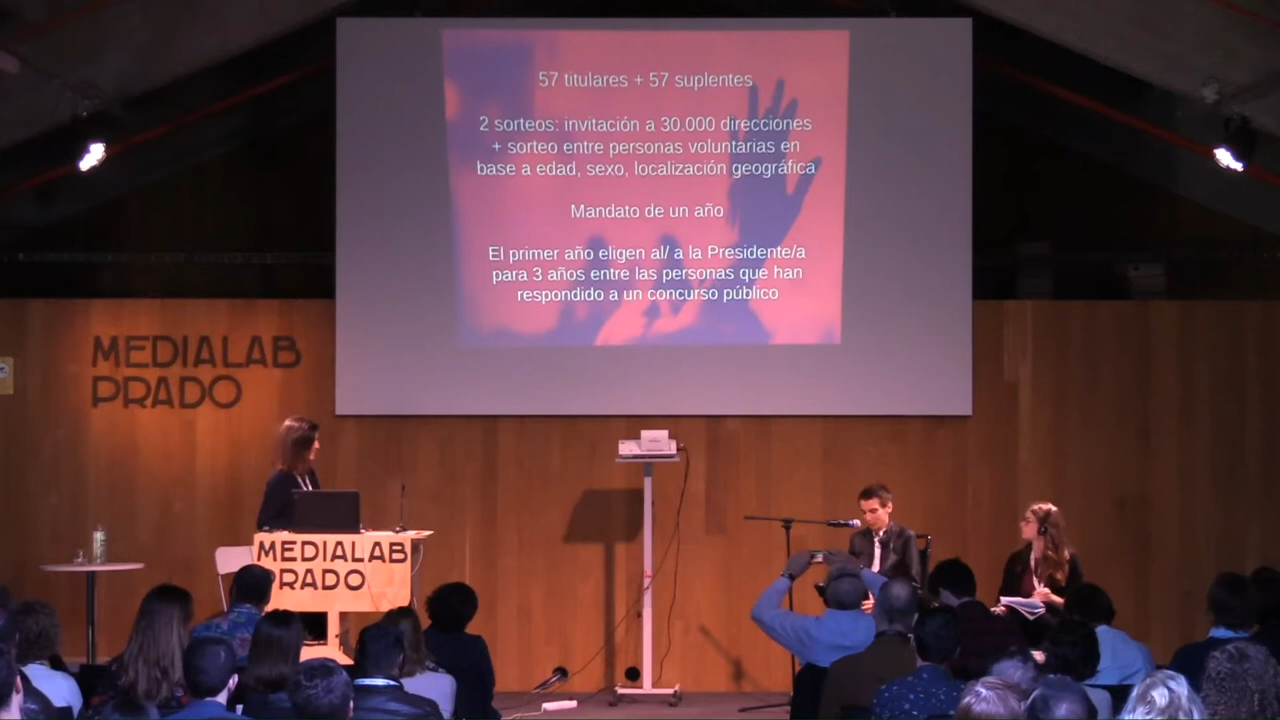 57 titulares + 57 suplentes
2 sorteos: invitación a 30.000 direcciones
+ sorteo entre personas voluntarias en
base a edad, sexo, localización geográfica
Mandato de un año
El primer año eligen al/ a la Presidente/a
para 3 años entre las personas que han
respondido a un concurso público
MEDIALAB
PRADO
MEDIALAB
PRADO